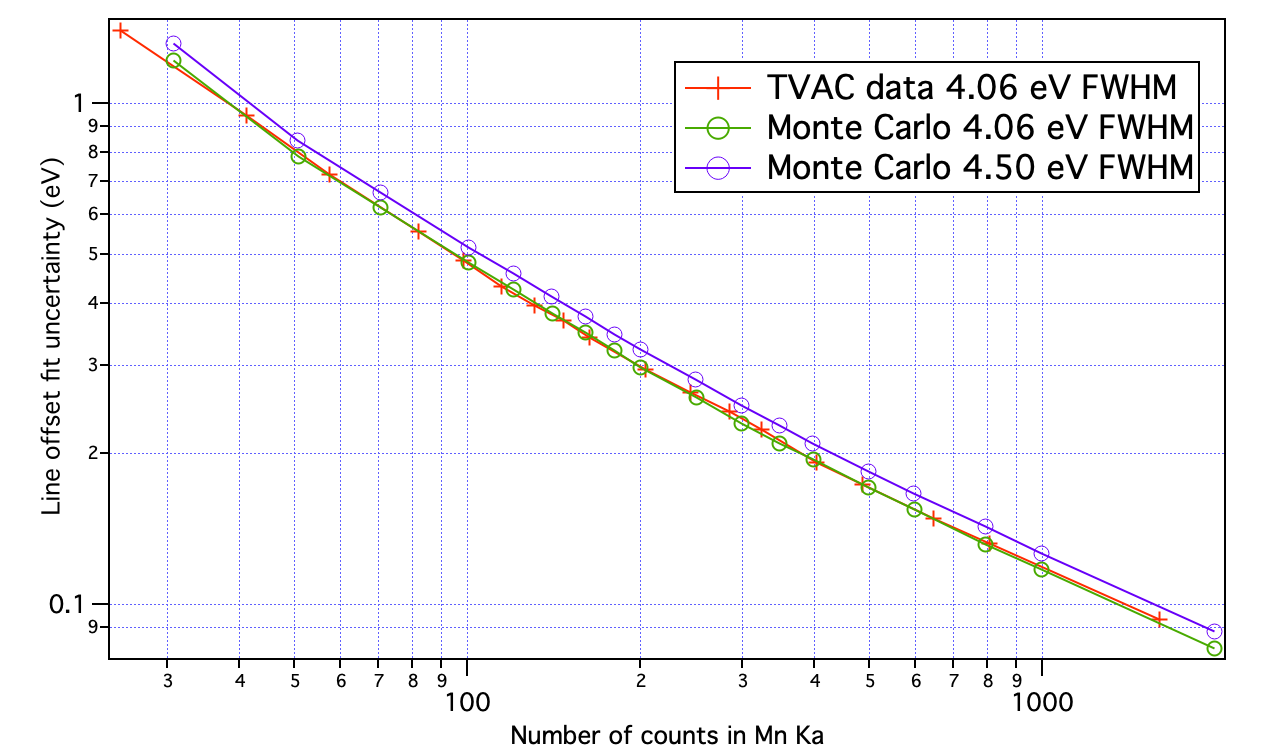 TVAC data 4.06 eV FWHM
Monte Carlo 4.06 eV FWHM
Monte Carlo 4.50 eV FWHM
Line offset fit uncertainty (eV)
1
9
8
7
6
5
4
3
2
0.1
9
3 4 5 6 7 8 9 2 3 4 5 6 7 8 9
100 1000
Number of counts in Mn Ka